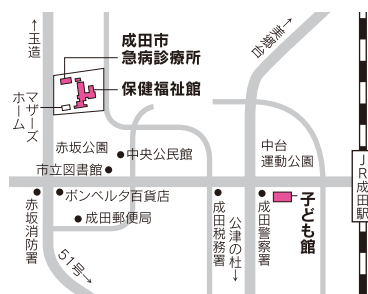 ←玉造
成田市
急病診療所
保健福祉館
マザーズ
ホーム
←美郷台
赤坂公園
中央公民館
市立図書館
ボンベルタ百貨店
成田郵便局
赤坂消防署
51号→
成田税務署
公津の杜→
成田警察署
子ども館
中台
運動公園
JR成田駅